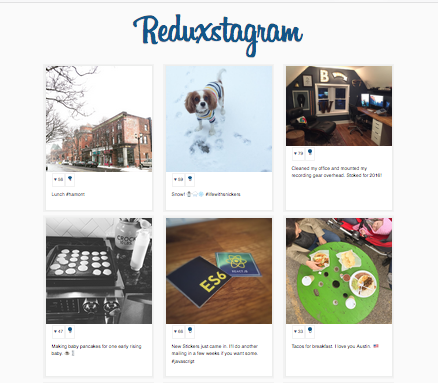 Reduxstagram
B
♥ 56
♥ 59
♥ 79
Lunch #hamont
Snow! ⛄️🌨❄️ #lifewithsnickers
Cleaned my office and mounted my
recording gear overhead. Stoked for 2016!
ES6
♥ 47
♥ 66
♥ 33
Making baby pancakes for one early rising
baby.
New Stickers just came in. I'll do another
mailing in a few weeks if you want some.
#javascript
Tacos for breakfast. I love you Austin. 🇺🇸